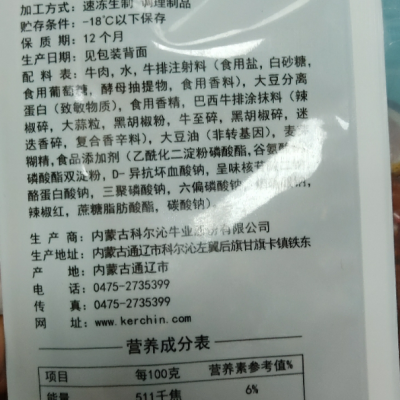 加工方式: 速冻生制 调理制品
贮存条件: -18℃以下保存
保 质 期: 12个月
生产日期: 见包装背面
配 料 表: 牛肉, 水, 牛排注射料(食用盐, 白砂糖,
食用葡萄糖, 酵母抽提物, 食用香料), 大豆分离
蛋白(致敏物质), 食用香精, 巴西牛排涂抹料(辣
椒碎, 大蒜粒, 黑胡椒粉, 牛至碎, 黑胡椒碎, 迷
迭香碎, 复合香辛料), 大豆油(非转基因), 麦
糊精, 食品添加剂(乙酰化二淀粉磷酸酯, 谷氨酸
磷酸酯双淀粉, D-异抗坏血酸钠, 呈味核苷
酪蛋白酸钠, 三聚磷酸钠, 六偏磷酸钠,
辣椒红, 蔗糖脂肪酸酯, 碳酸钠).
生 产 商: 内蒙古科尔沁牛业股份有限公司
地 址: 内蒙古通辽市科尔沁左翼后旗甘旗卡镇铁东
产 地: 内蒙古通辽市
电 话: 0475-2735399
传 真: 0475-2735399
网 址: www.kerchin.com
营养成分表
项目 每100克 营养素参考值%
能量 511千焦 6%